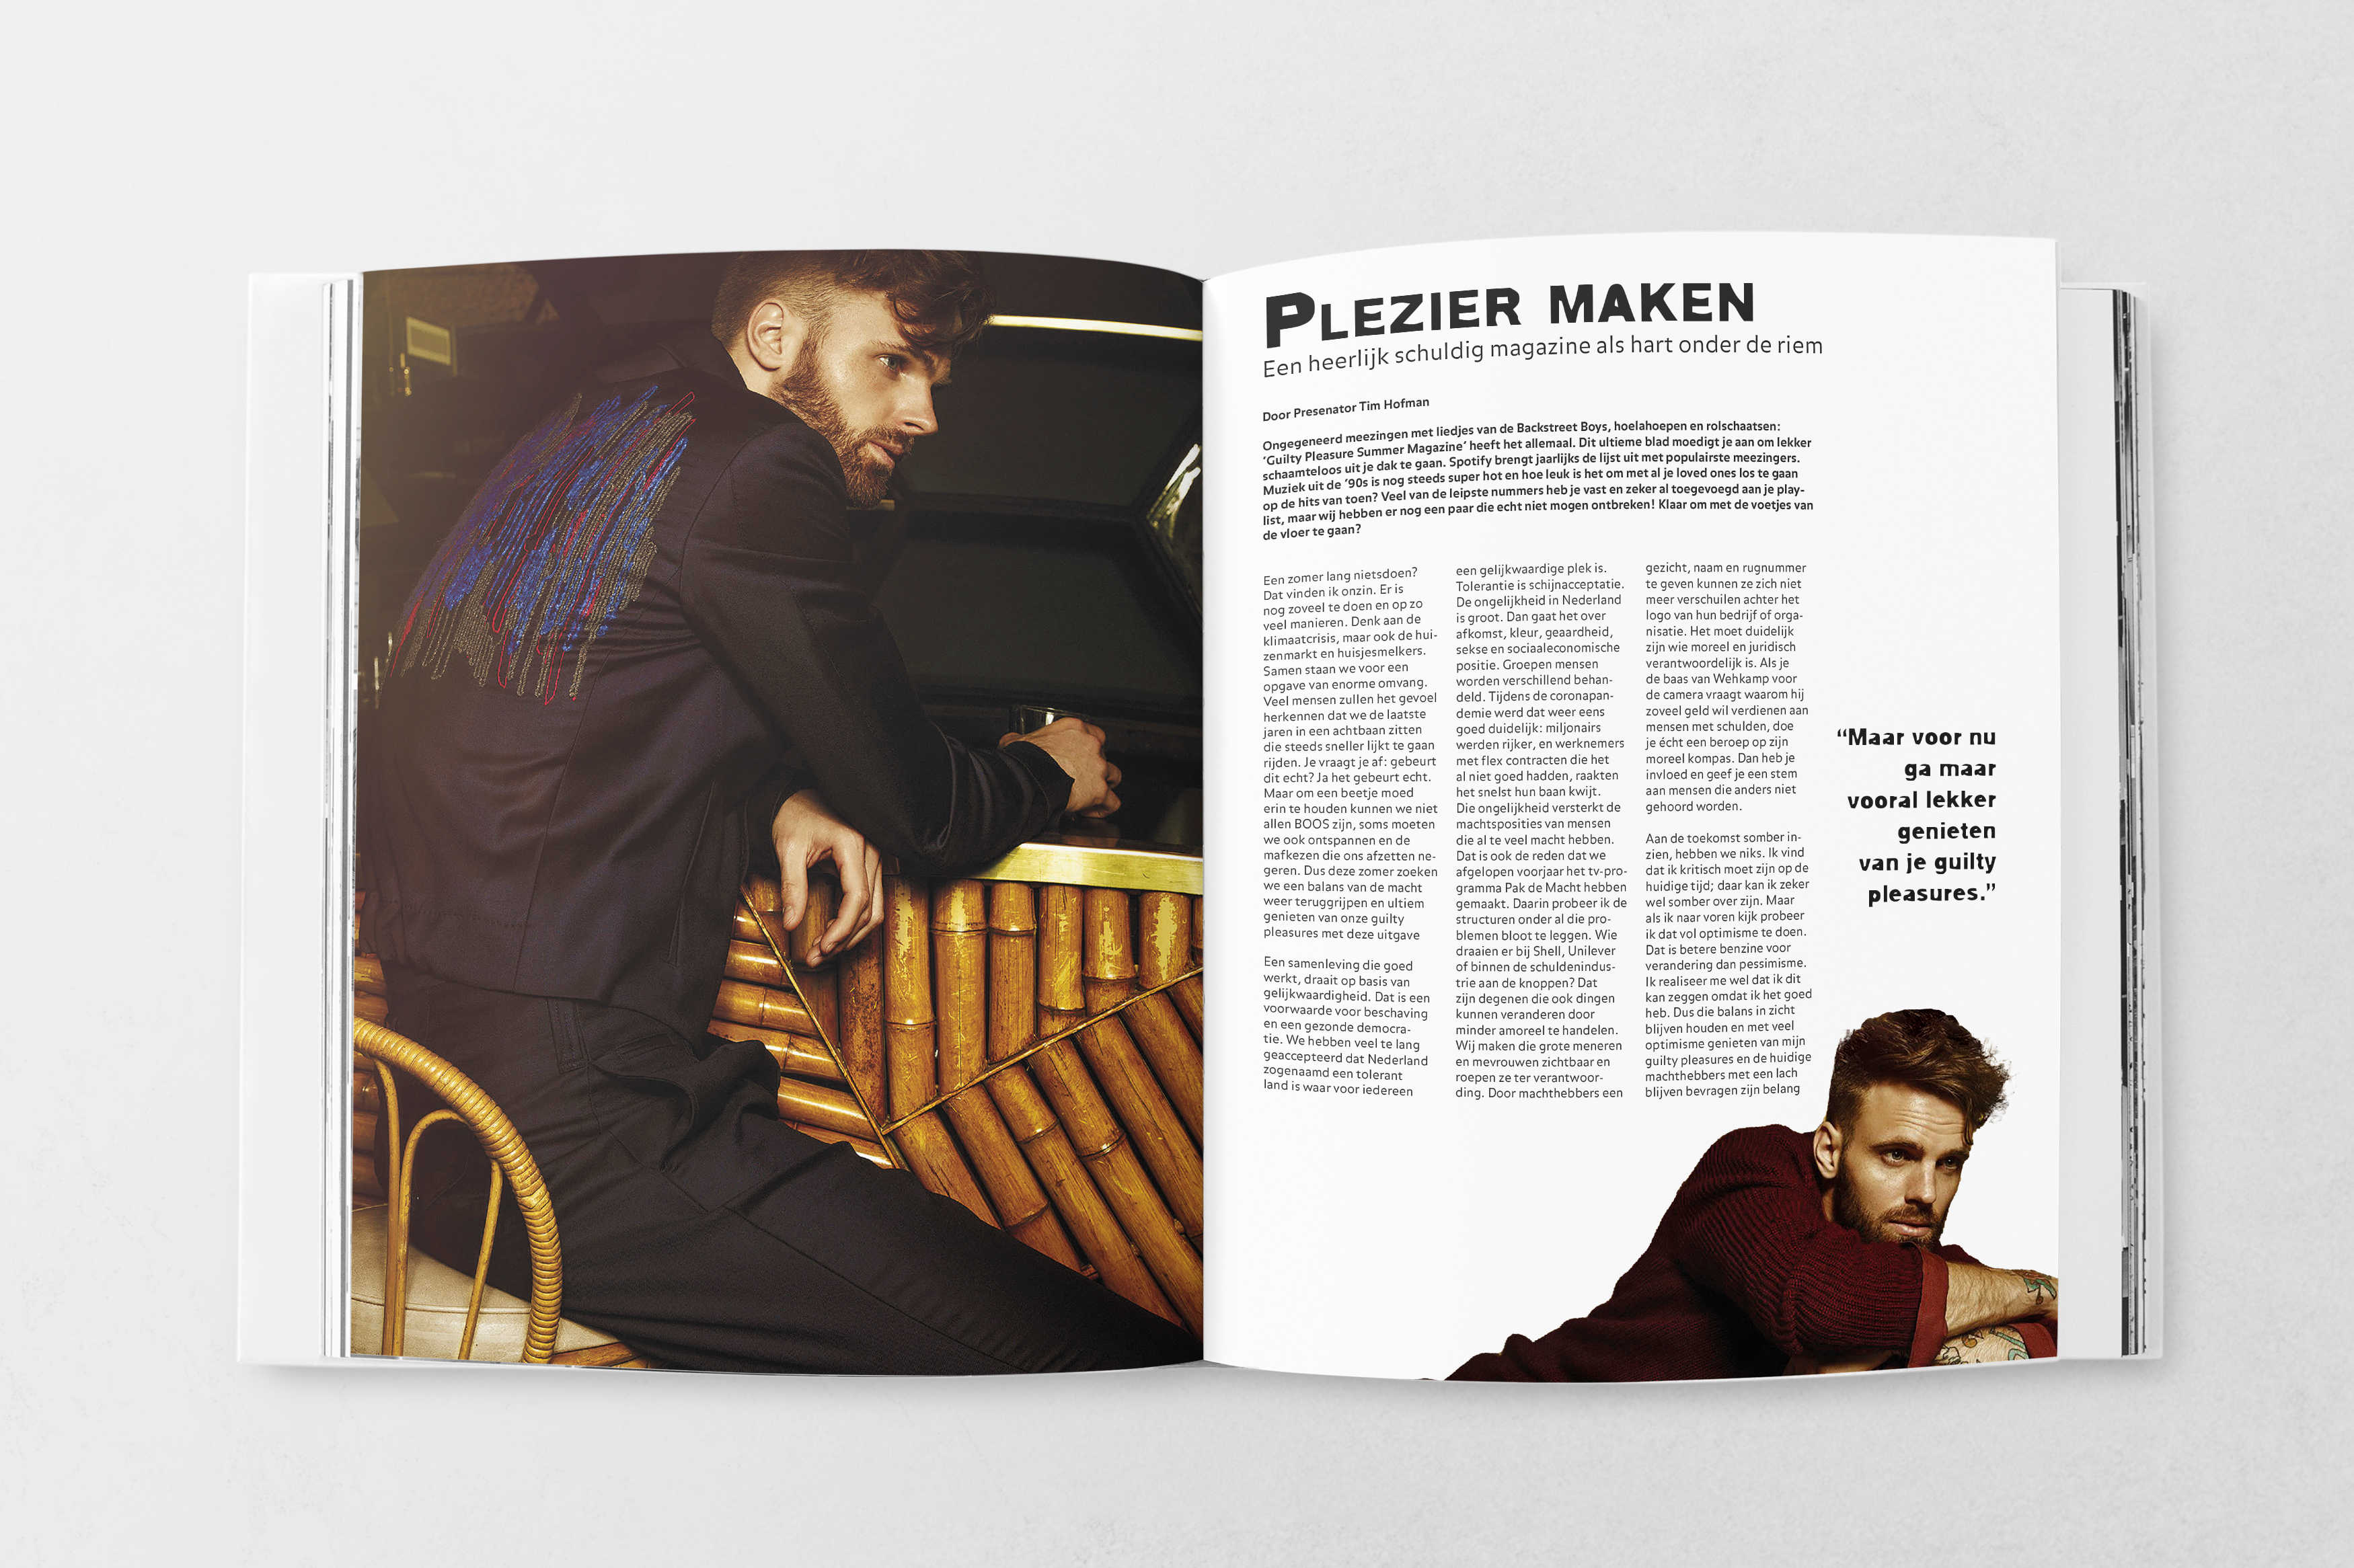 Plezier maken
Een heerlijk schuldig magazine als hart onder de riem
Door Presenator Tim Hofman
Ongegeneerd meezingen met liedjes van de Backstreet Boys, hoelahoepen en rolschaatsen:
‘Guilty Pleasure Summer Magazine’ heeft het allemaal. Dit ultieme blad moedigt je aan om lekker
schaamteloos uit je dak te gaan. Spotify brengt jaarlijks de lijst uit met populairste meezingers.
Muziek uit de ’90s is nog steeds super hot en hoe leuk is het om met al je loved ones los te gaan
op de hits van toen? Veel van de leipste nummers heb je vast en zeker al toegevoegd aan je play-
list, maar wij hebben er nog een paar die echt niet mogen ontbreken! Klaar om met de voetjes van
de vloer te gaan?
Een zomer lang nietsdoen?
Dat vinden ik onzin. Er is
nog zoveel te doen en op zo
veel manieren. Denk aan de
klimaatcrisis, maar ook de hui-
zenmarkt en huisjesmelkers.
Samen staan we voor een
opgave van enorme omvang.
Veel mensen zullen het gevoel
herkennen dat we de laatste
jaren in een achtbaan zitten
die steeds sneller lijkt te gaan
rijden. Je vraagt je af: gebeurt
dit echt? Ja het gebeurt echt.
Maar om een beetje moed
erin te houden kunnen we niet
allen BOOS zijn, soms moeten
we ook ontspannen en de
mafkezen die ons afzetten ne-
geren. Dus deze zomer zoeken
we een balans van de macht
weer teruggrijpen en ultiem
genieten van onze guilty
pleasures met deze uitgave
Een samenleving die goed
werkt, draait op basis van
gelijkwaardigheid. Dat is een
voorwaarde voor beschaving
en een gezonde democra-
tie. We hebben veel te lang
geaccepteerd dat Nederland
zogenaamd een tolerant
land is waar voor iedereen
een gelijkwaardige plek is.
Tolerantie is schijnacceptatie.
De ongelijkheid in Nederland
is groot. Dan gaat het over
afkomst, kleur, geaardheid,
sekse en sociaaleconomische
positie. Groepen mensen
worden verschillend behan-
deld. Tijdens de coronapan-
demie werd dat weer eens
goed duidelijk: miljonairs
werden rijker, en werknemers
met flex contracten die het
al niet goed hadden, raakten
het snelst hun baan kwijt.
Die ongelijkheid versterkt de
machtsposities van mensen
die al te veel macht hebben.
Dat is ook de reden dat we
afgelopen voorjaar het tv-pro-
gramma Pak de Macht hebben
gemaakt. Daarin probeer ik de
structuren onder al die pro-
blemen bloot te leggen. Wie
draaien er bij Shell, Unilever
of binnen de schuldenindus-
trie aan de knoppen? Dat
zijn degenen die ook dingen
kunnen veranderen door
minder amoreel te handelen.
Wij maken die grote meneren
en mevrouwen zichtbaar en
roepen ze ter verantwoor-
ding. Door machthebbers een
gezicht, naam en rugnummer
te geven kunnen ze zich niet
meer verschuilen achter het
logo van hun bedrijf of orga-
nisatie. Het moet duidelijk
zijn wie moreel en juridisch
verantwoordelijk is. Als je
de baas van Wehkamp voor
de camera vraagt waarom hij
zoveel geld wil verdienen aan
mensen met schulden, doe
je écht een beroep op zijn
moreel kompas. Dan heb je
invloed en geef je een stem
aan mensen die anders niet
gehoord worden.
Aan de toekomst somber in-
zien, hebben we niks. Ik vind
dat ik kritisch moet zijn op de
huidige tijd; daar kan ik zeker
wel somber over zijn. Maar
als ik naar voren kijk probeer
ik dat vol optimisme te doen.
Dat is betere benzine voor
verandering dan pessimisme.
Ik realiseer me wel dat ik dit
kan zeggen omdat ik het goed
heb. Dus die balans in zicht
blijven houden en met veel
optimisme genieten van mijn
guilty pleasures en de huidige
machthebbers met een lach
blijven bevragen zijn belang
“Maar voor nu
ga maar
vooral lekker
genieten
van je guilty
pleasures.”